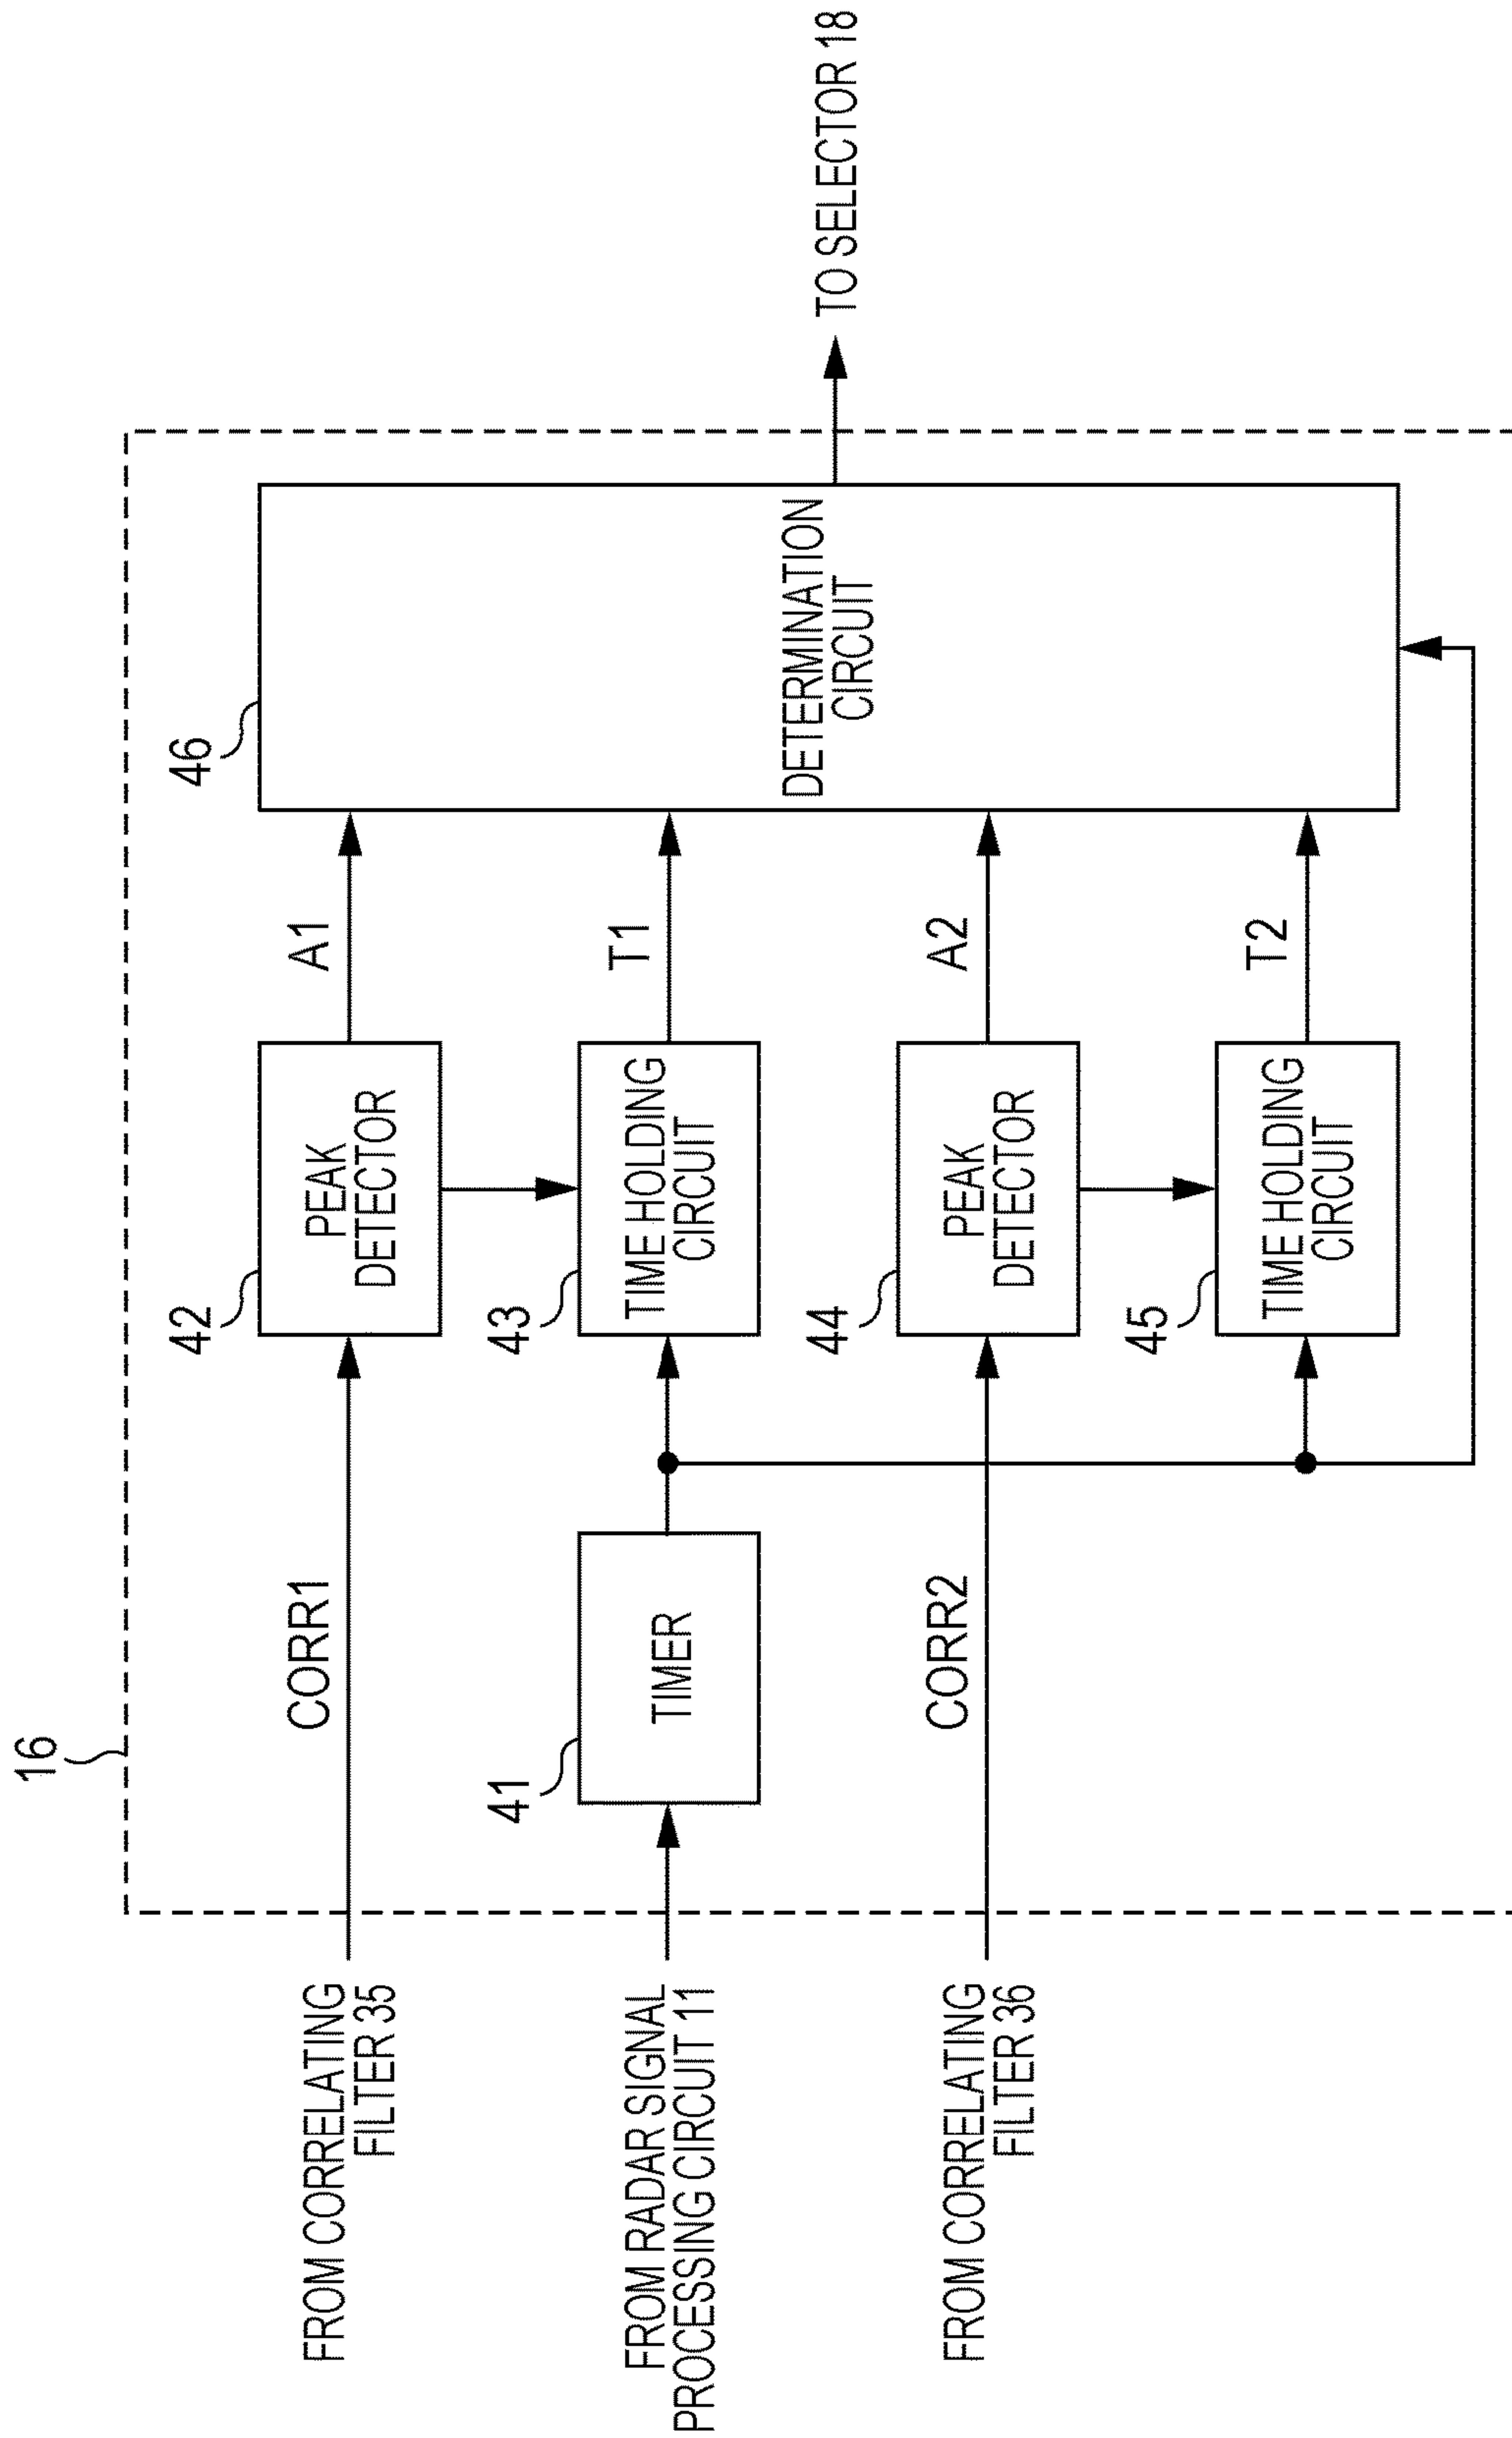 16
FROM CORRELATING
FILTER 35
CORR1
42
PEAK
DETECTOR
A1
46
DETERMINATION
CIRCUIT
TO SELECTOR 18
FROM RADAR SIGNAL
PROCESSING CIRCUIT 11
41
TIMER
43
TIME HOLDING
CIRCUIT
T1
FROM CORRELATING
FILTER 36
CORR2
44
PEAK
DETECTOR
A2
45
TIME HOLDING
CIRCUIT
T2